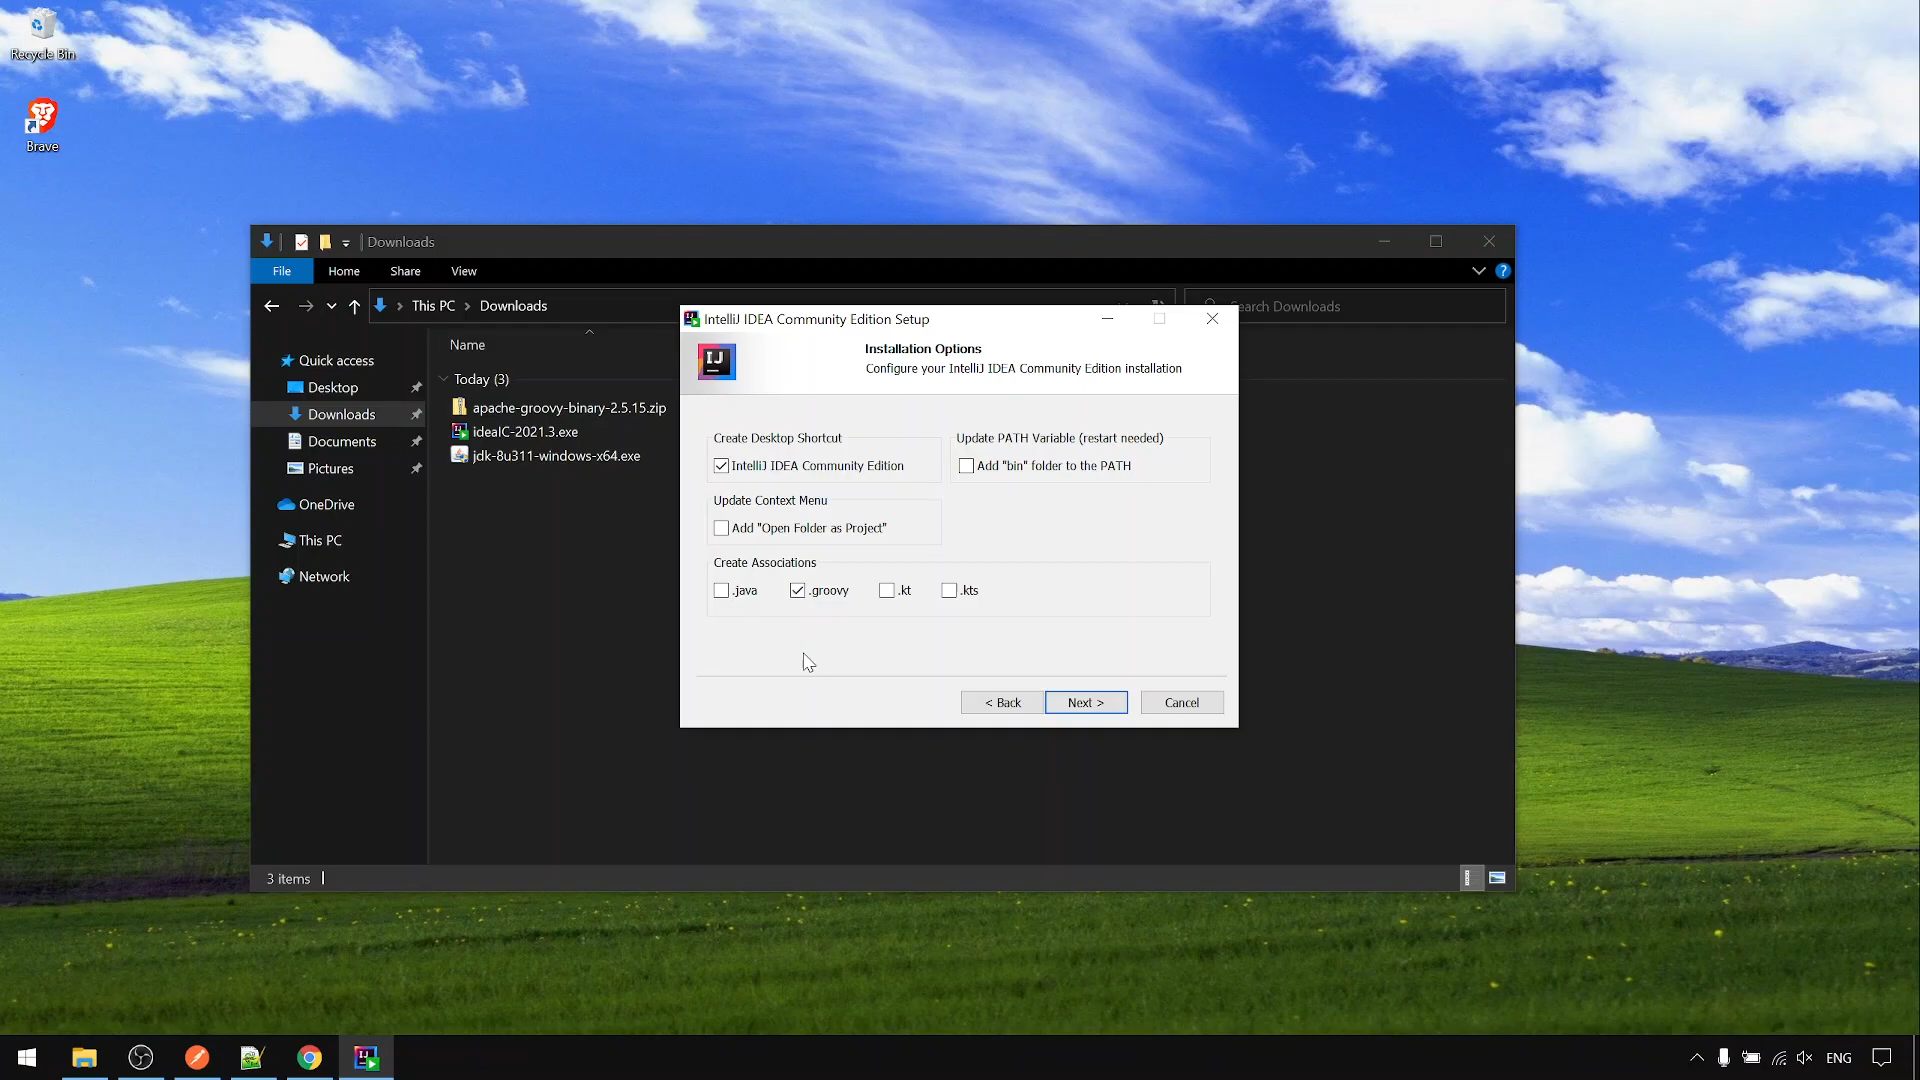 Recycle Bin
Brave
Downloads
File Home Share View
This PC Downloads
Search Downloads
Quick access
Desktop
Downloads
Documents
Pictures
OneDrive
This PC
Network
Name
Today (3)
apache-groovy-binary-2.5.15.zip
ideaIC-2021.3.exe
jdk-8u311-windows-x64.exe
3 items
IntelliJ IDEA Community Edition Setup
IJ
Installation Options
Configure your IntelliJ IDEA Community Edition installation
Create Desktop Shortcut
IntelliJ IDEA Community Edition
Update PATH Variable (restart needed)
Add "bin" folder to the PATH
Update Context Menu
Add "Open Folder as Project"
Create Associations
.java .groovy .kt .kts
< Back Next > Cancel
ENG